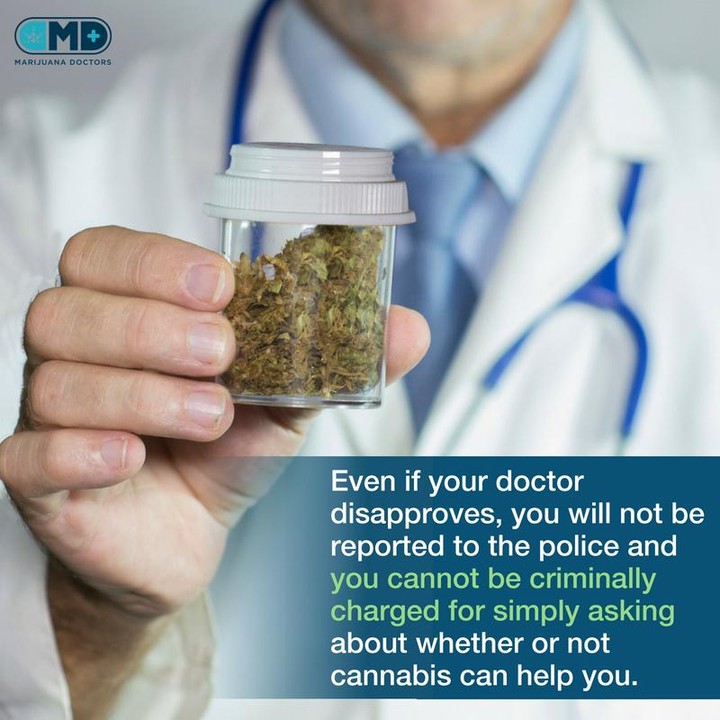 MD
MARIJUANA DOCTORS
Even if your doctor
disapproves, you will not be
reported to the police and
you cannot be criminally
charged for simply asking
about whether or not
cannabis can help you.